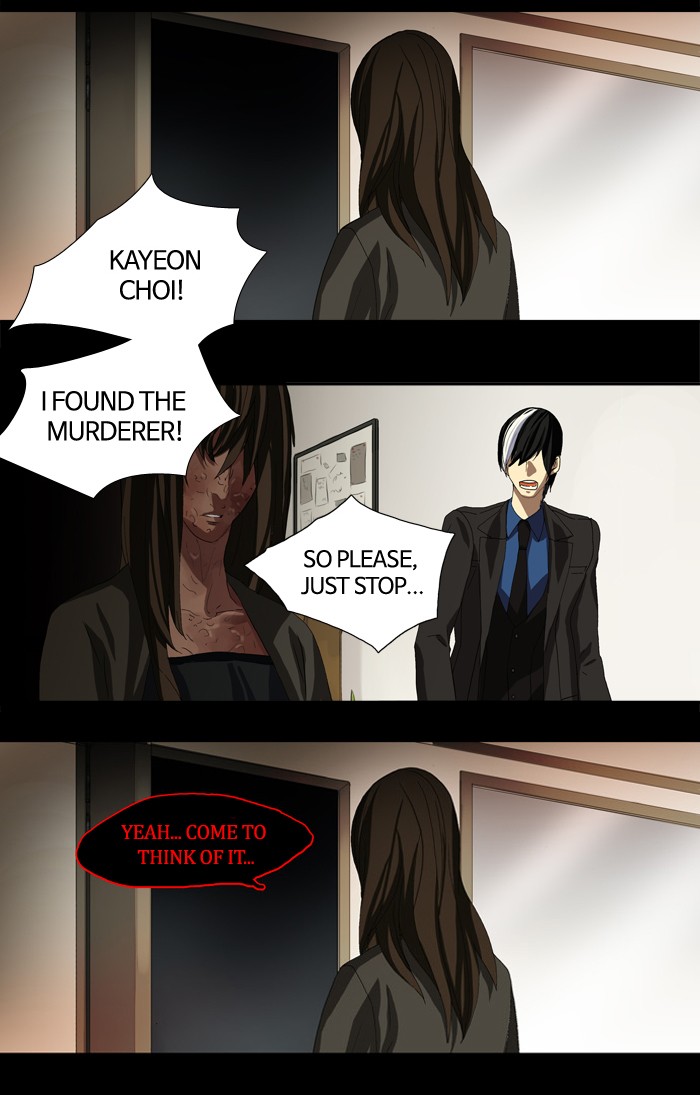 KAYEON
CHOI!
I FOUND THE
MURDERER!
SO PLEASE,
JUST STOP...
YEAH... COME TO
THINK OF IT...